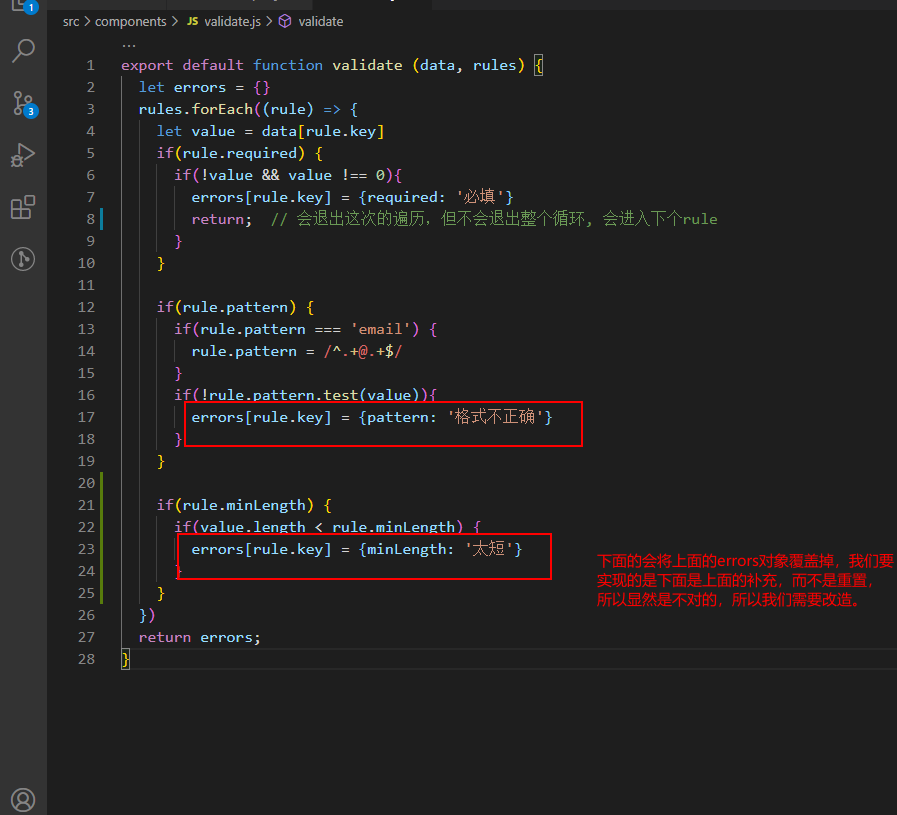 1
3
src > components > JS validate.js > validate
...
1 export default function validate (data, rules) {
2 let errors = {}
3 rules.forEach((rule) => {
4 let value = data[rule.key]
5 if(rule.required) {
6 if(!value && value !== 0){
7 errors[rule.key] = {required: '必填'}
8 return; // 会退出这次的遍历，但不会退出整个循环, 会进入下个rule
9 }
10 }
11
12 if(rule.pattern) {
13 if(rule.pattern === 'email') {
14 rule.pattern = /^.+@.+$/
15 }
16 if(!rule.pattern.test(value)){
17 errors[rule.key] = {pattern: '格式不正确'}
18 }
19 }
20
21 if(rule.minLength) {
22 if(value.length < rule.minLength) {
23 errors[rule.key] = {minLength: '太短'}
24 }
25 }
26 })
27 return errors;
28 }
下面的会将上面的errors对象覆盖掉，我们要
实现的是下面是上面的补充，而不是重置，
所以显然是不对的，所以我们需要改造。